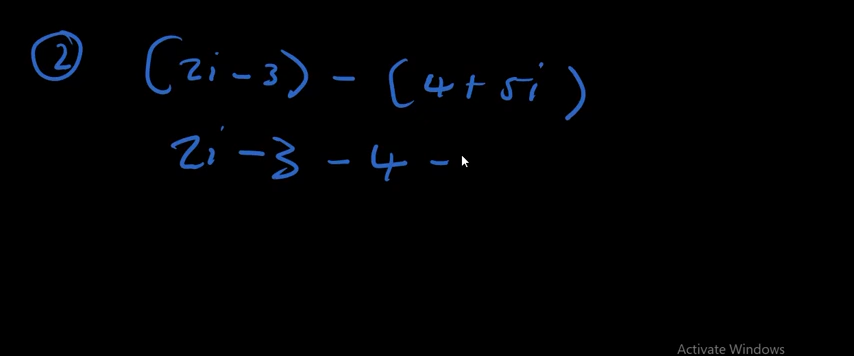 ② (2i - 3) - (4 + 5i)
2i - 3 - 4 -
Activate Windows